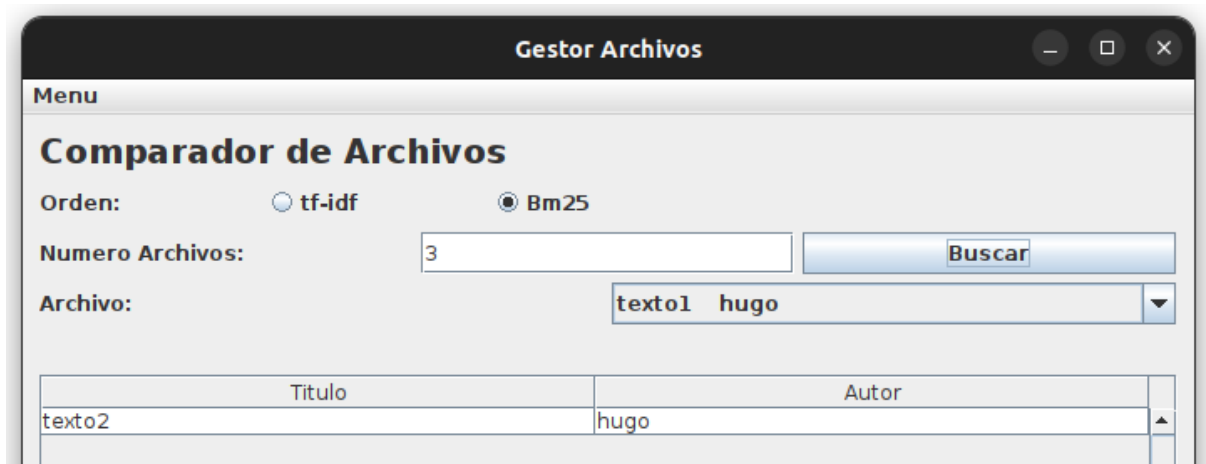 Gestor Archivos
Menu
Comparador de Archivos
Orden: tf-idf Bm25
Numero Archivos: 3 Buscar
Archivo: texto1 hugo
Titulo Autor
texto2 hugo